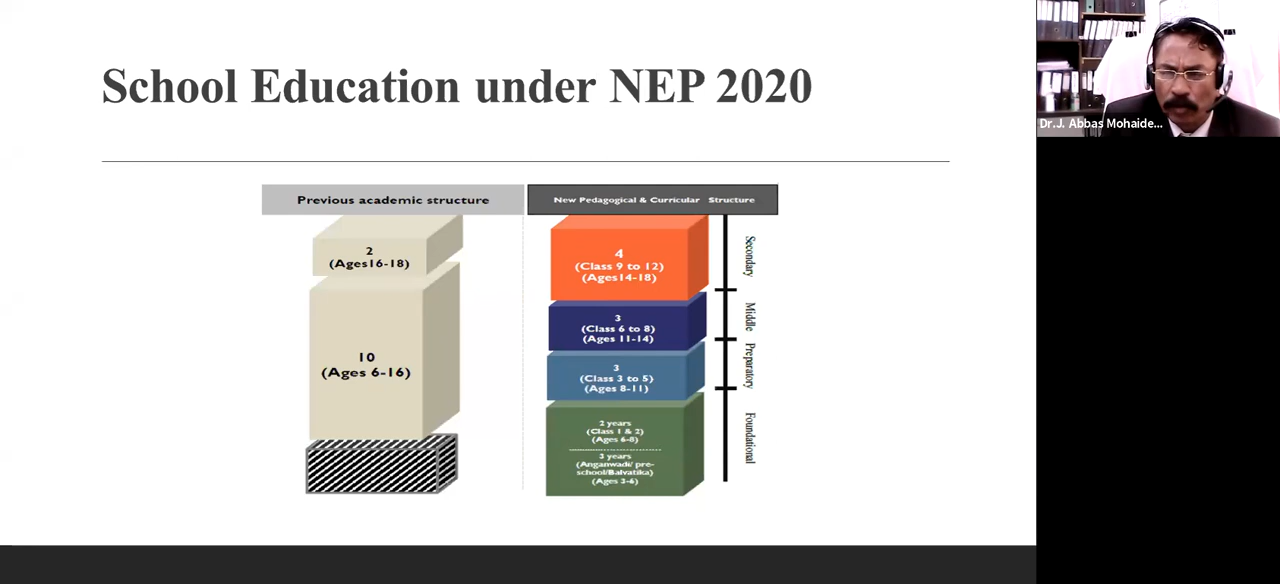 School Education under NEP 2020
Dr.J. Abbas Mohaide...
Previous academic structure
New Pedagogical & Curricular Structure
2
(Ages16-18)
10
(Ages 6-16)
4
(Class 9 to 12)
(Ages14-18)
3
(Class 6 to 8)
(Ages 11-14)
3
(Class 3 to 5)
(Ages 8-11)
2 years
(Class 1 & 2)
(Ages 6-8)
3 years
(Anganwadi/ pre-
school/Balvatika)
(Ages 3-6)
Secondary
Middle
Preparatory
Foundational